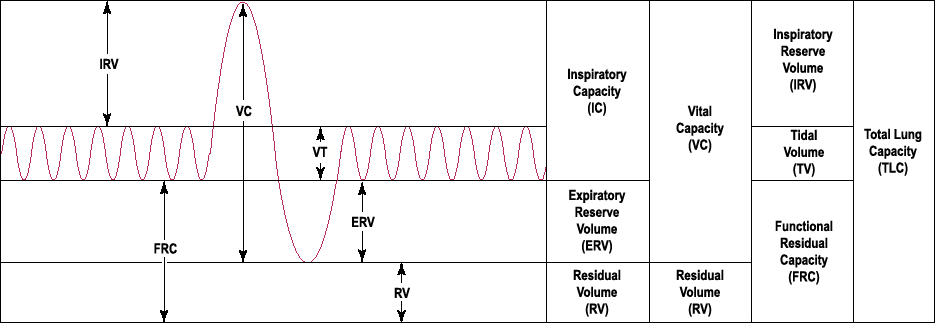 IRV
VC
VT
ERV
FRC
RV
Inspiratory
Capacity
(IC)
Expiratory
Reserve
Volume
(ERV)
Residual
Volume
(RV)
Vital
Capacity
(VC)
Residual
Volume
(RV)
Inspiratory
Reserve
Volume
(IRV)
Tidal
Volume
(TV)
Functional
Residual
Capacity
(FRC)
Total Lung
Capacity
(TLC)